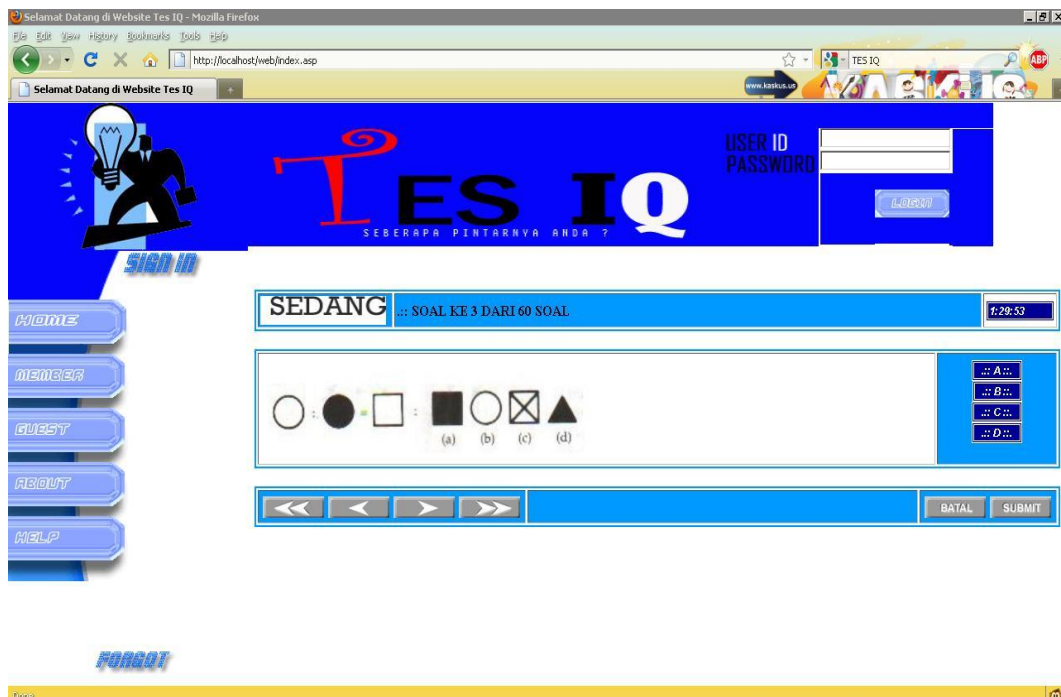 Selamat Datang di Website Tes IQ - Mozilla Firefox
File Edit View History Bookmarks Tools Help
http://localhost/web/index.asp
TES IQ
ABP
Selamat Datang di Website Tes IQ
www.kaskus.us
USER ID
PASSWORD
LOGIN
TES IQ
SEBERAPA PINTARNYA ANDA ?
SIGN IN
HOME
MEMBER
GUEST
ABOUT
HELP
FORGOT
SEDANG
.:: SOAL KE 3 DARI 60 SOAL
1:29:53
: = :
(a) (b) (c) (d)
.:: A ::.
.:: B ::.
.:: C ::.
.:: D ::.
<< < > >>
BATAL SUBMIT
Done